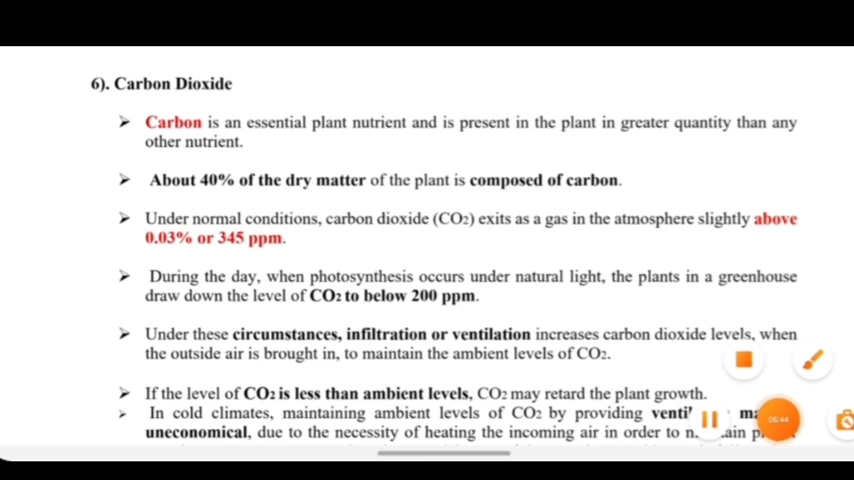 6). Carbon Dioxide
➢ Carbon is an essential plant nutrient and is present in the plant in greater quantity than any
other nutrient.
➢ About 40% of the dry matter of the plant is composed of carbon.
➢ Under normal conditions, carbon dioxide (CO2) exits as a gas in the atmosphere slightly above
0.03% or 345 ppm.
➢ During the day, when photosynthesis occurs under natural light, the plants in a greenhouse
draw down the level of CO2 to below 200 ppm.
➢ Under these circumstances, infiltration or ventilation increases carbon dioxide levels, when
the outside air is brought in, to maintain the ambient levels of CO2.
➢ If the level of CO2 is less than ambient levels, CO2 may retard the plant growth.
➢ In cold climates, maintaining ambient levels of CO2 by providing
uneconomical, due to the necessity of heating the incoming air in order to
06:44